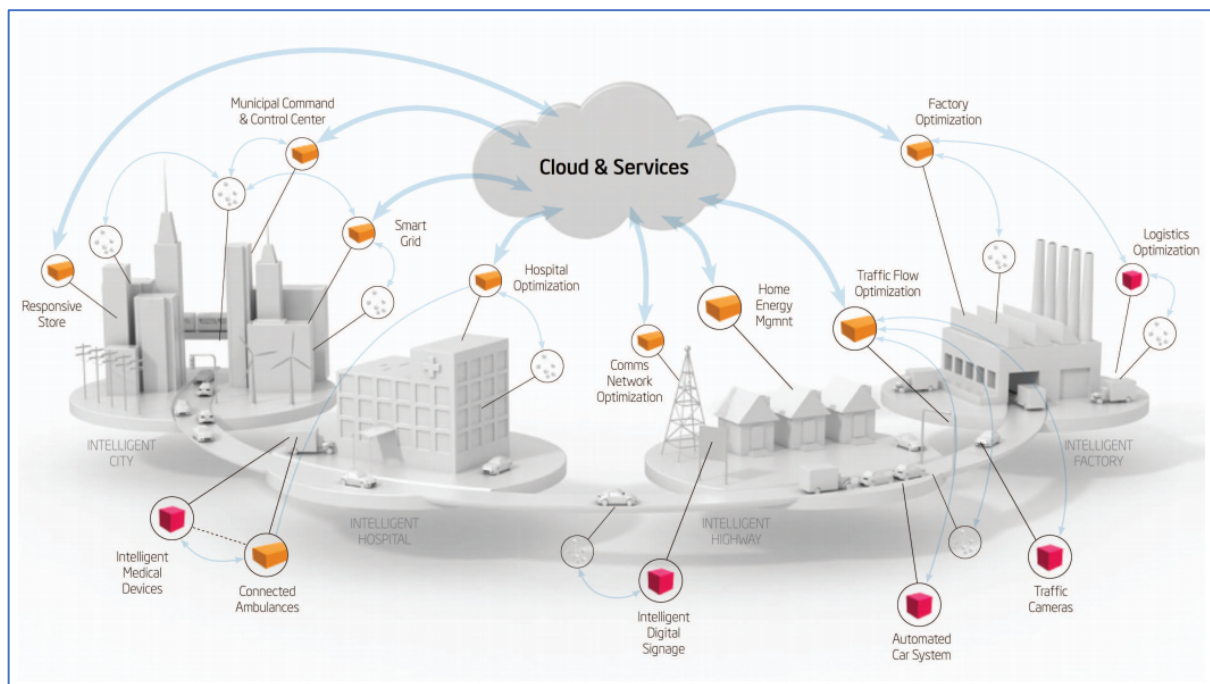 Municipal Command
& Control Center
Factory
Optimization
Cloud & Services
Smart
Grid
Logistics
Optimization
Responsive
Store
Hospital
Optimization
Home
Energy
Mgmnt
Traffic Flow
Optimization
Comms
Network
Optimization
INTELLIGENT
CITY
INTELLIGENT
FACTORY
INTELLIGENT
HOSPITAL
INTELLIGENT
HIGHWAY
Intelligent
Medical
Devices
Connected
Ambulances
Intelligent
Digital
Signage
Automated
Car System
Traffic
Cameras